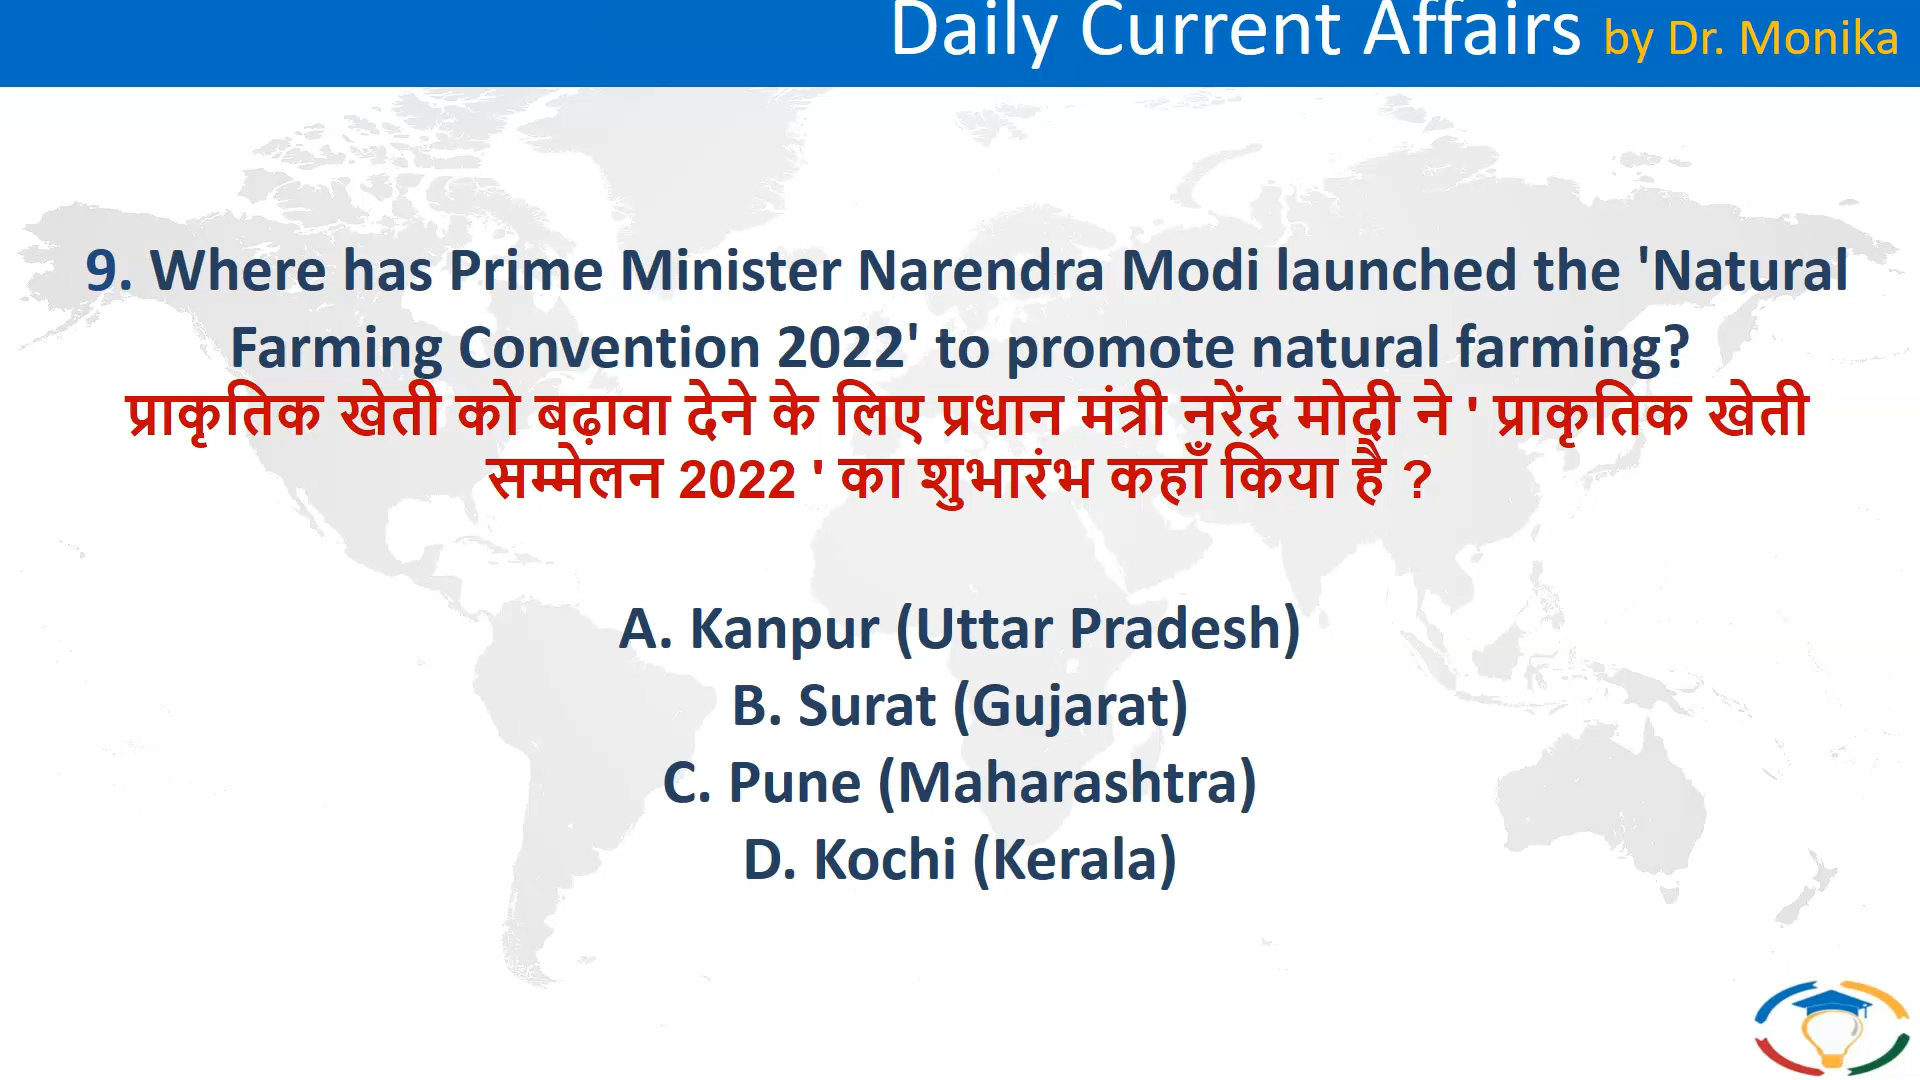 Daily Current Affairs by Dr. Monika
9. Where has Prime Minister Narendra Modi launched the 'Natural
Farming Convention 2022' to promote natural farming?
प्राकृतिक खेती को बढ़ावा देने के लिए प्रधान मंत्री नरेंद्र मोदी ने ' प्राकृतिक खेती
सम्मेलन 2022 ' का शुभारंभ कहाँ किया है ?
A. Kanpur (Uttar Pradesh)
B. Surat (Gujarat)
C. Pune (Maharashtra)
D. Kochi (Kerala)